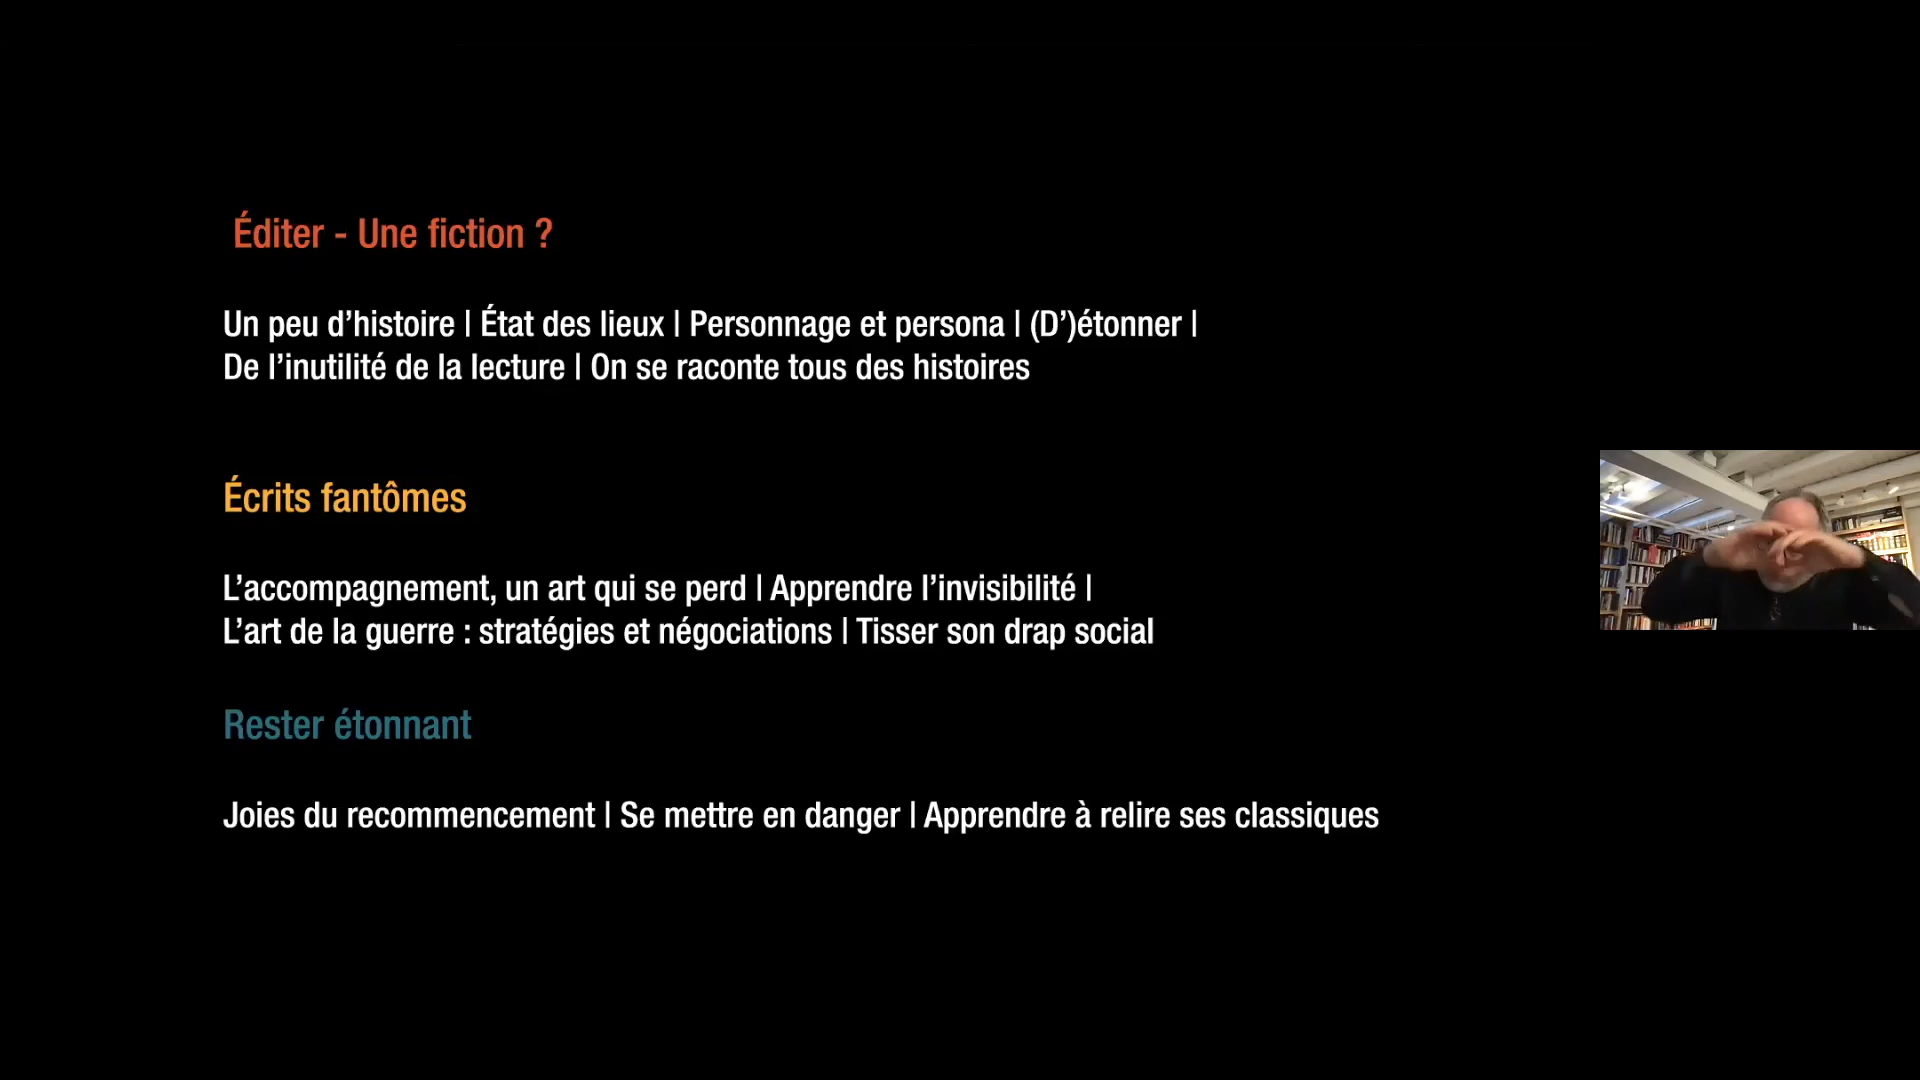 Éditer - Une fiction ?
Un peu d’histoire | État des lieux | Personnage et persona | (D’)étonner |
De l’inutilité de la lecture | On se raconte tous des histoires
Écrits fantômes
L’accompagnement, un art qui se perd | Apprendre l’invisibilité |
L’art de la guerre : stratégies et négociations | Tisser son drap social
Rester étonnant
Joies du recommencement | Se mettre en danger | Apprendre à relire ses classiques